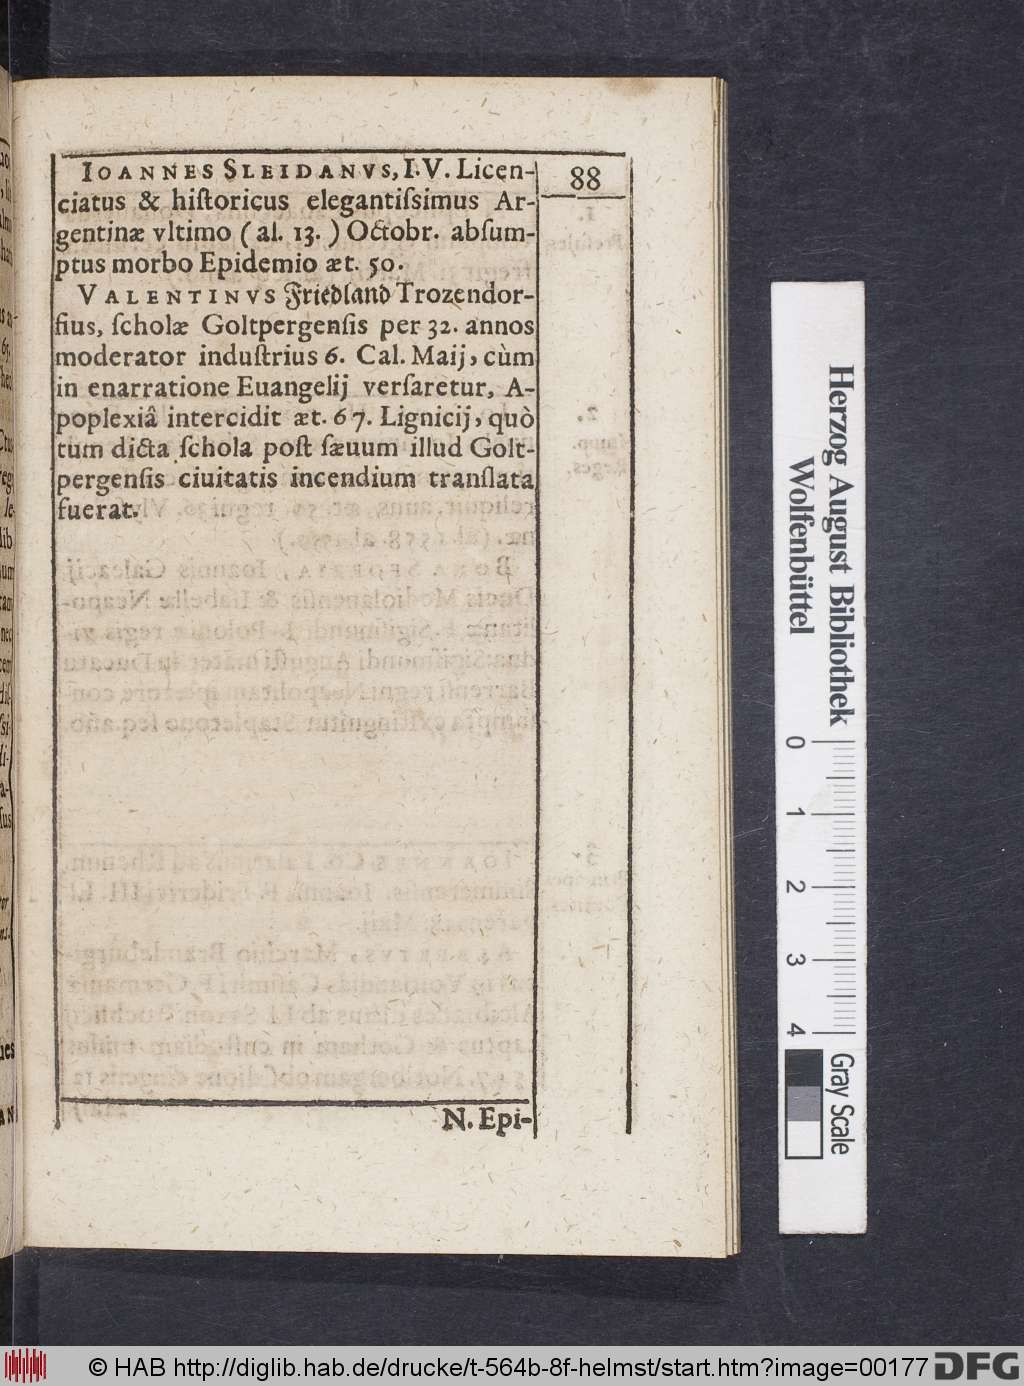 IOANNES SLEIDANVS, I.V. Licen-
88
ciatus & hiſtoricus elegantiſsimus Ar-
gentinæ vltimo (al. 13.) Octobr. abſum-
ptus morbo Epidemio æt. 50.
VALENTINVS Friedland Trozendor-
fius, ſcholæ Goltpergenſis per 32. annos
moderator induſtrius 6. Cal. Maij, cùm
in enarratione Euangelij verſaretur, A-
poplexiâ intercidit æt. 67. Lignicij, quò
tum dicta ſchola poſt ſæuum illud Golt-
pergenſis ciuitatis incendium tranſlata
fuerat.
N. Epi-
Herzog August Bibliothek
Wolfenbüttel
0
1
2
3
4
Gray Scale
© HAB http://diglib.hab.de/drucke/t-564b-8f-helmst/start.htm?image=00177
DFG